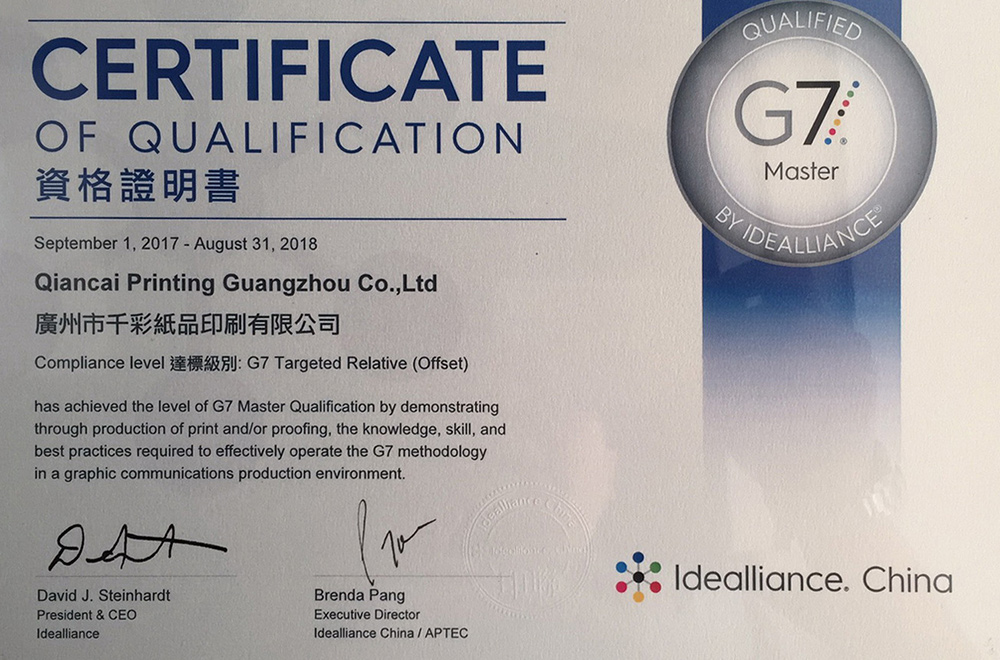 CERTIFICATE
OF QUALIFICATION
資格證明書
September 1, 2017 - August 31, 2018
Qiancai Printing Guangzhou Co.,Ltd
廣州市千彩紙品印刷有限公司
Compliance level 達標級別: G7 Targeted Relative (Offset)
has achieved the level of G7 Master Qualification by demonstrating
through production of print and/or proofing, the knowledge, skill, and
best practices required to effectively operate the G7 methodology
in a graphic communications production environment.
David J. Steinhardt
President & CEO
Idealliance
Brenda Pang
Executive Director
Idealliance China / APTEC
QUALIFIED
G7®
Master
BY IDEALLIANCE®
Idealliance China
Idealliance. China